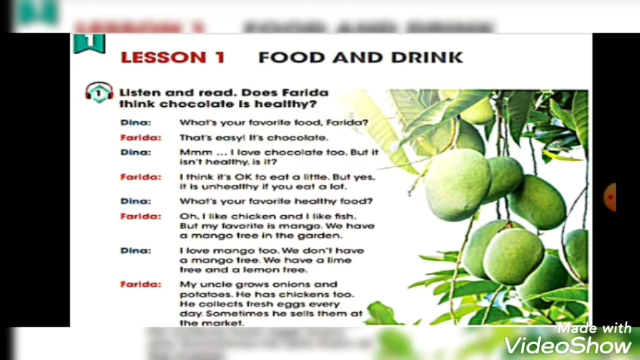 1
LESSON 1 FOOD AND DRINK
1 Listen and read. Does Farida
think chocolate is healthy?
Dina: What's your favorite food, Farida?
Farida: That's easy! It's chocolate.
Dina: Mmm ... I love chocolate too. But it
isn't healthy, is it?
Farida: I think it's OK to eat a little. But yes,
it is unhealthy if you eat a lot.
Dina: What's your favorite healthy food?
Farida: Oh, I like chicken and I like fish.
But my favorite is mango. We have
a mango tree in the garden.
Dina: I love mango too. We don't have
a mango tree. We have a lime
tree and a lemon tree.
Farida: My uncle grows onions and
potatoes. He has chickens too.
He collects fresh eggs every
day. Sometimes he sells them at
the market.
Made with
VideoShow